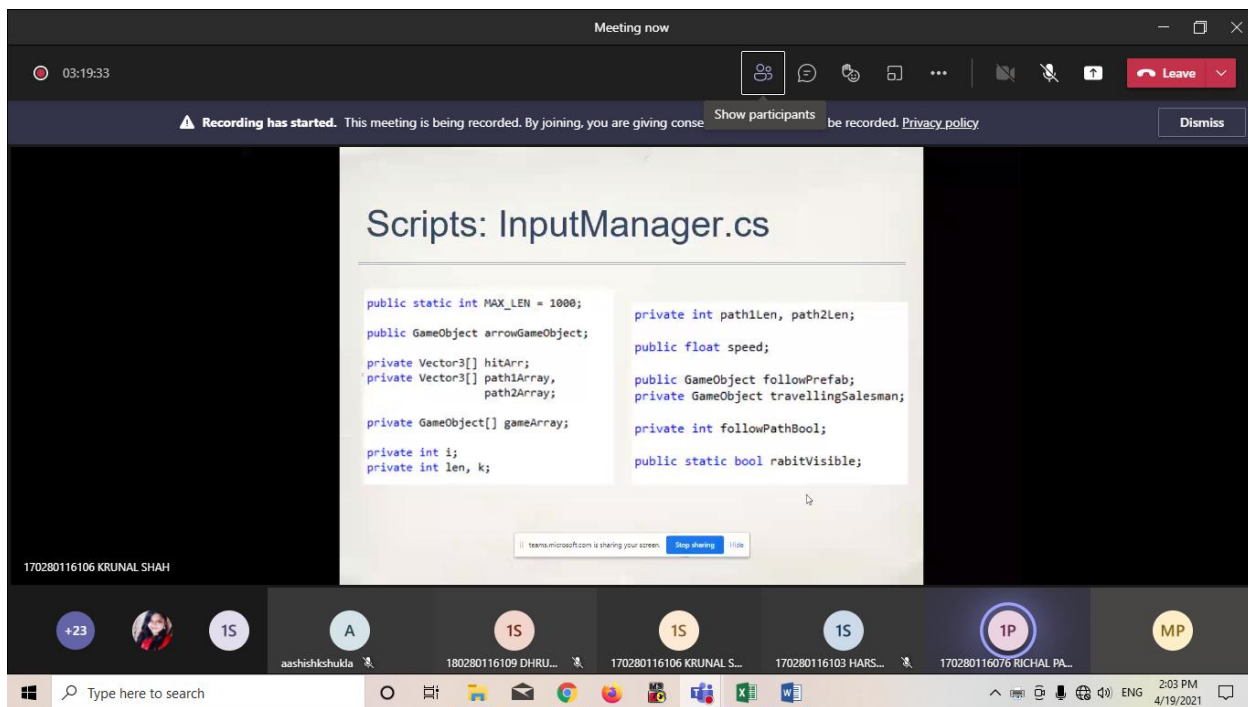 Meeting now
03:19:33
Leave
Recording has started. This meeting is being recorded. By joining, you are giving conse
Show participants
be recorded. Privacy policy
Dismiss
Scripts: InputManager.cs
public static int MAX_LEN = 1000;
public GameObject arrowGameObject;
private Vector3[] hitArr;
private Vector3[] path1Array,
path2Array;
private GameObject[] gameArray;
private int i;
private int len, k;
private int path1Len, path2Len;
public float speed;
public GameObject followPrefab;
private GameObject travellingSalesman;
private int followPathBool;
public static bool rabitVisible;
teams.microsoft.com is sharing your screen.
Stop sharing
Hide
170280116106 KRUNAL SHAH
+23
1S
A
1S
1S
1S
1P
MP
aashishkshukla
180280116109 DHRU...
170280116106 KRUNAL S...
170280116103 HARS...
170280116076 RICHAL PA...
Type here to search
ENG
2:03 PM
4/19/2021